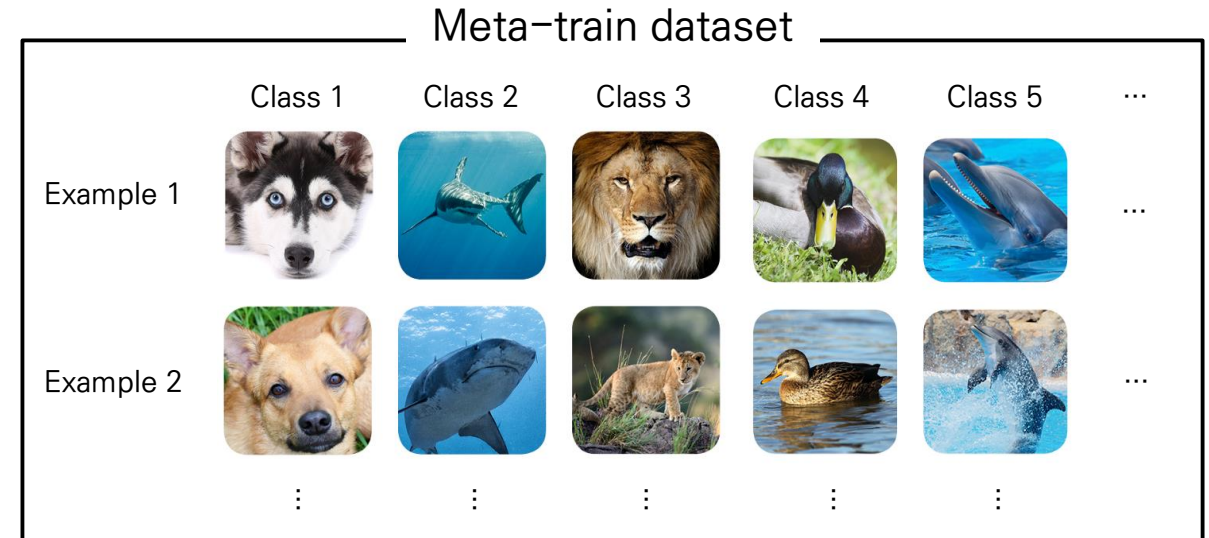 Meta-train dataset
Class 1 Class 2 Class 3 Class 4 Class 5 ...
Example 1 ...
Example 2 ...
⋮ ⋮ ⋮ ⋮ ⋮